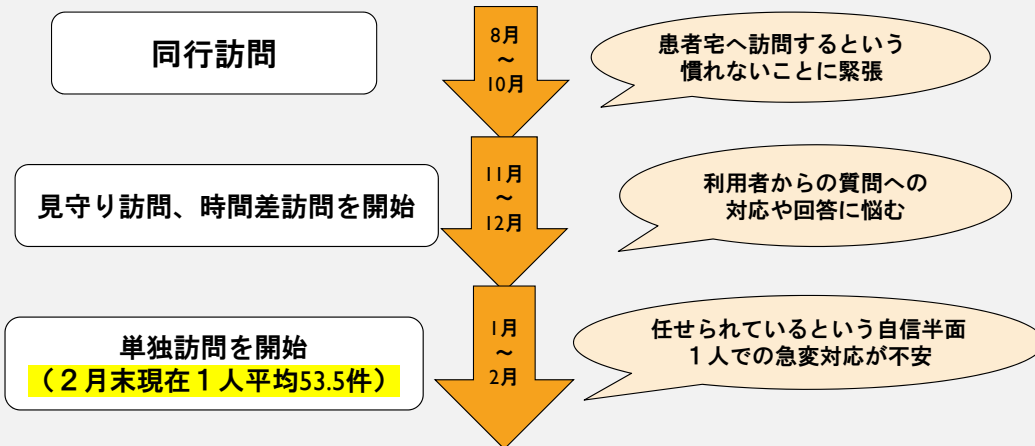 同行訪問
8月
～
10月
患者宅へ訪問するという
慣れないことに緊張
見守り訪問、時間差訪問を開始
11月
～
12月
利用者からの質問への
対応や回答に悩む
単独訪問を開始
（２月末現在１人平均53.5件）
1月
～
2月
任せられているという自信半面
１人での急変対応が不安